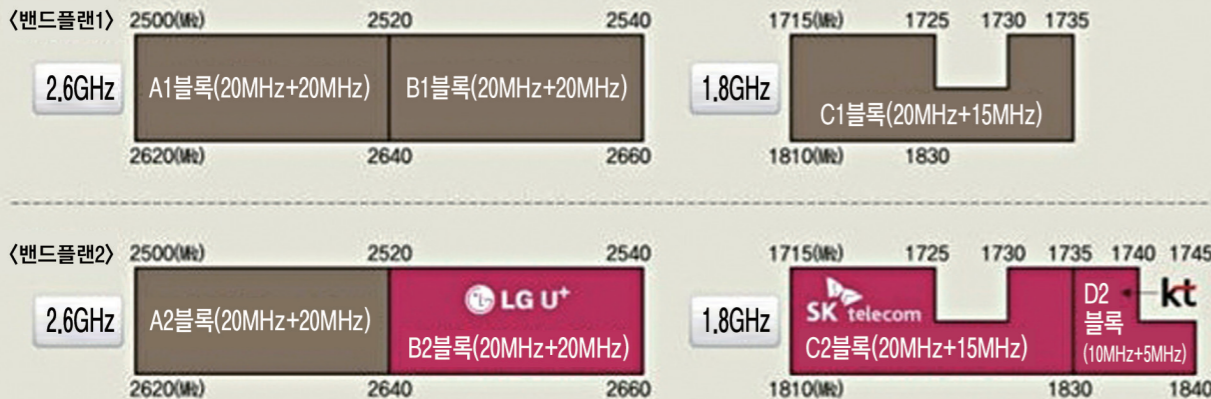 〈밴드플랜1〉 2500(㎒) 2520 2540 1715(㎒) 1725 1730 1735
2.6GHz A1블록(20MHz+20MHz) B1블록(20MHz+20MHz) 1.8GHz
C1블록(20MHz+15MHz)
2620(㎒) 2640 2660 1810(㎒) 1830
〈밴드플랜2〉 2500(㎒) 2520 2540 1715(㎒) 1725 1730 1735 1740 1745
LG U+ SK telecom D2 kt
2.6GHz A2블록(20MHz+20MHz) 1.8GHz 블록
B2블록(20MHz+20MHz) C2블록(20MHz+15MHz) (10MHz+5MHz)
2620(㎒) 2640 2660 1810(㎒) 1830 1840